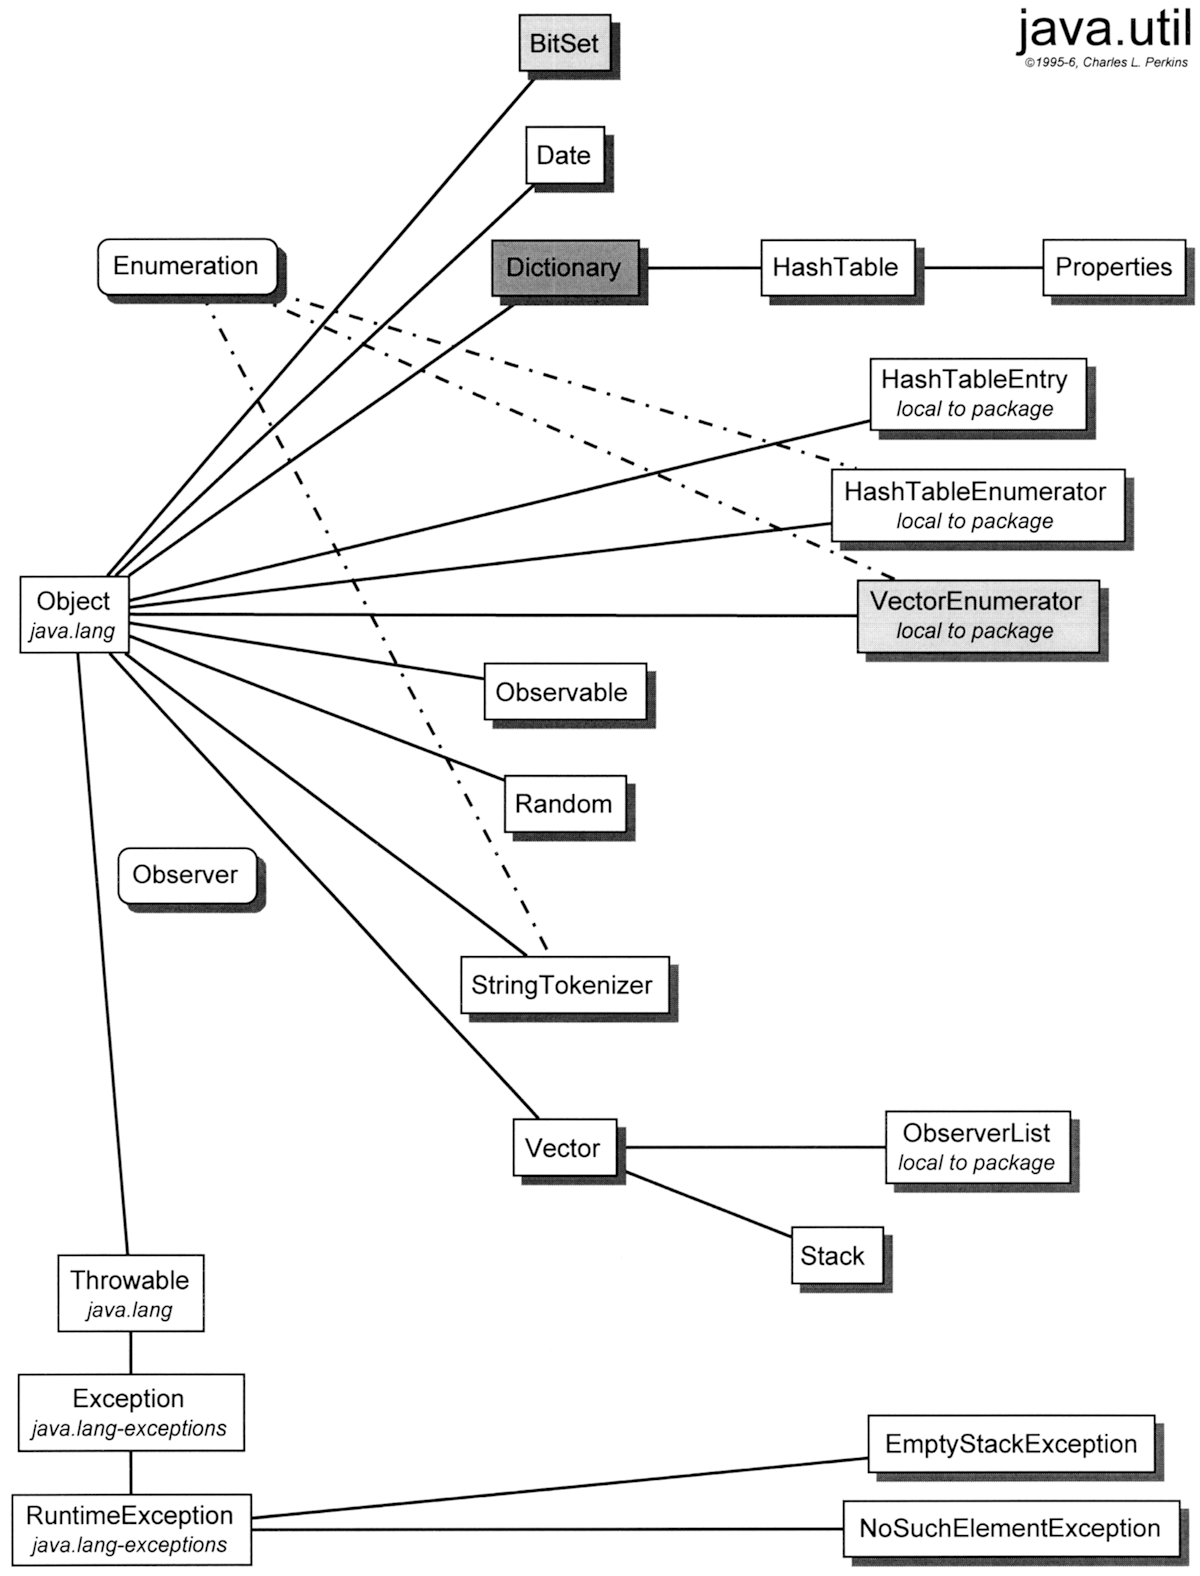 java.util
©1995-6, Charles L. Perkins
BitSet
Date
Enumeration
Dictionary
HashTable
Properties
HashTableEntry
local to package
HashTableEnumerator
local to package
Object
java.lang
VectorEnumerator
local to package
Observable
Random
Observer
StringTokenizer
Vector
ObserverList
local to package
Stack
Throwable
java.lang
Exception
java.lang-exceptions
EmptyStackException
RuntimeException
java.lang-exceptions
NoSuchElementException